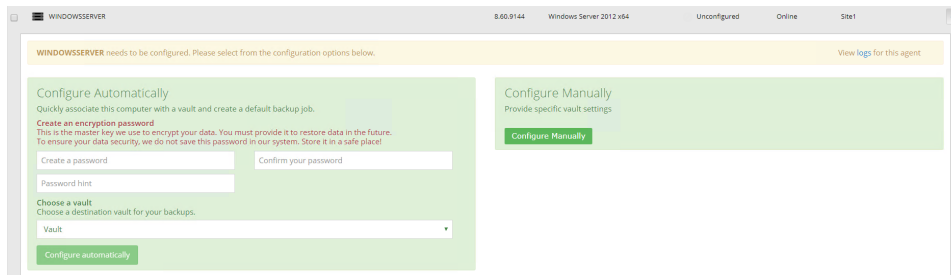 WINDOWSSERVER 8.60.9144 Windows Server 2012 x64 Unconfigured Online Site1
WINDOWSSERVER needs to be configured. Please select from the configuration options below. View logs for this agent
Configure Automatically
Quickly associate this computer with a vault and create a default backup job.
Create an encryption password
This is the master key we use to encrypt your data. You must provide it to restore data in the future.
To ensure your data security, we do not save this password in our system. Store it in a safe place!
Create a password Confirm your password
Password hint
Choose a vault
Choose a destination vault for your backups.
Vault
Configure automatically
Configure Manually
Provide specific vault settings
Configure Manually